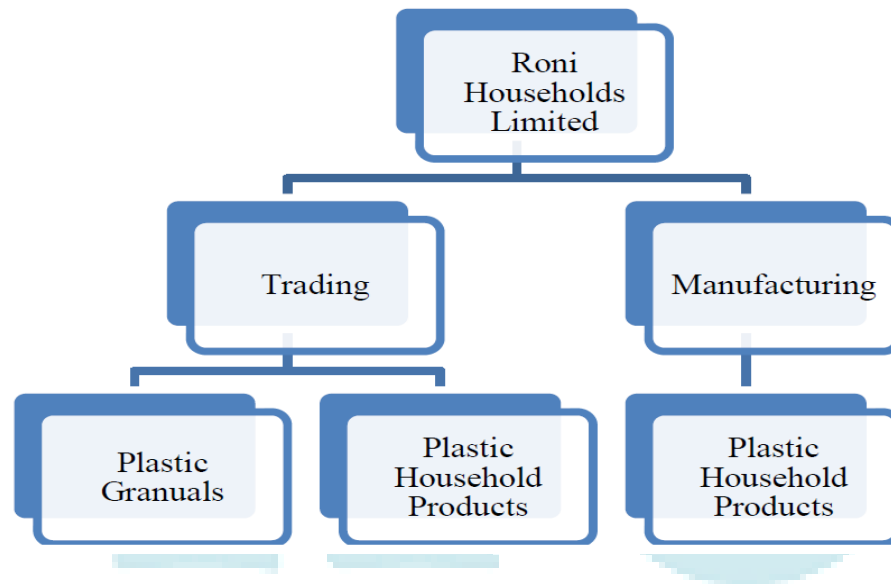 Roni
Households
Limited
Trading
Manufacturing
Plastic
Granuals
Plastic
Household
Products
Plastic
Household
Products